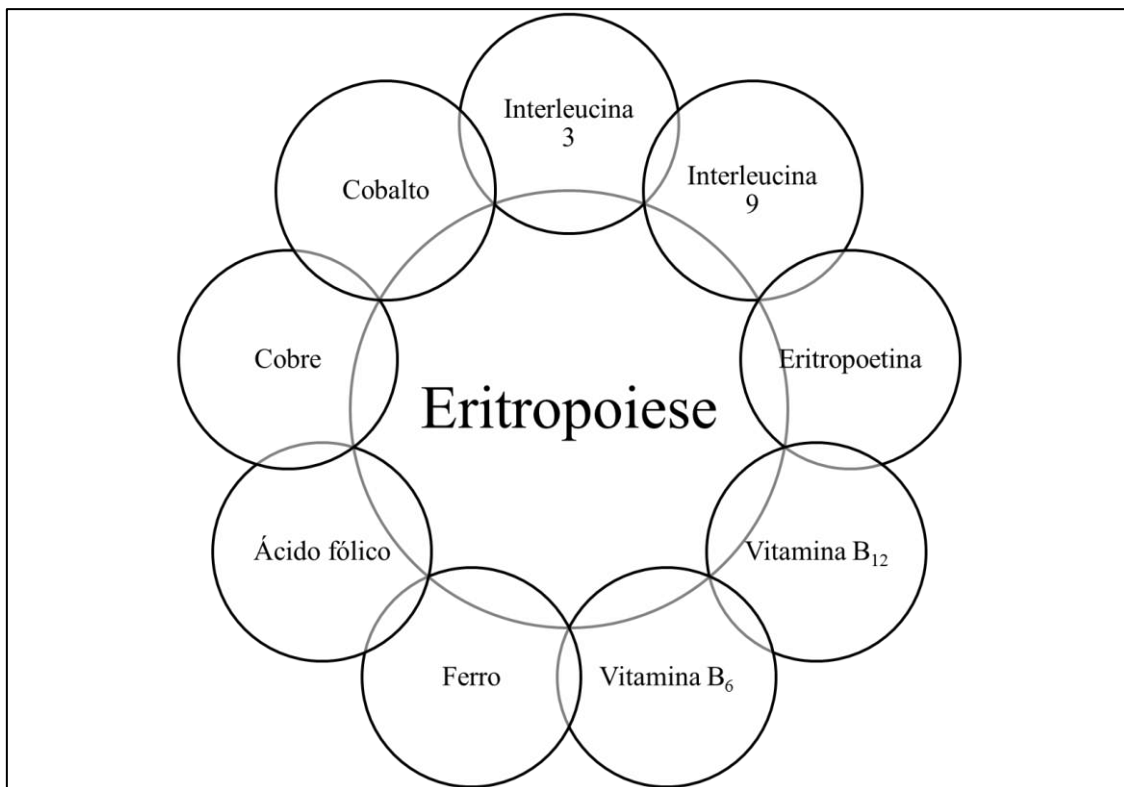 Interleucina
3
Interleucina
9
Eritropoetina
Vitamina B₁₂
Vitamina B₆
Ferro
Ácido fólico
Cobre
Cobalto
Eritropoiese